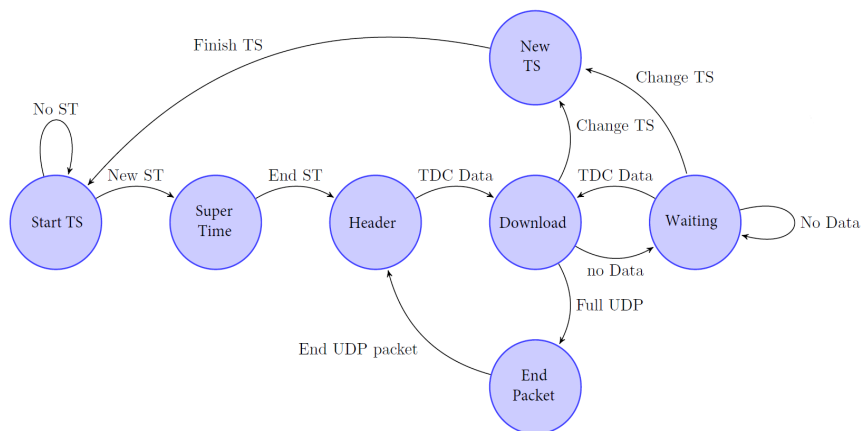 New
TS
Finish TS
Change TS
No ST
Change TS
New ST
End ST
TDC Data
TDC Data
Start TS
Super
Time
Header
Download
Waiting
No Data
no Data
Full UDP
End UDP packet
End
Packet